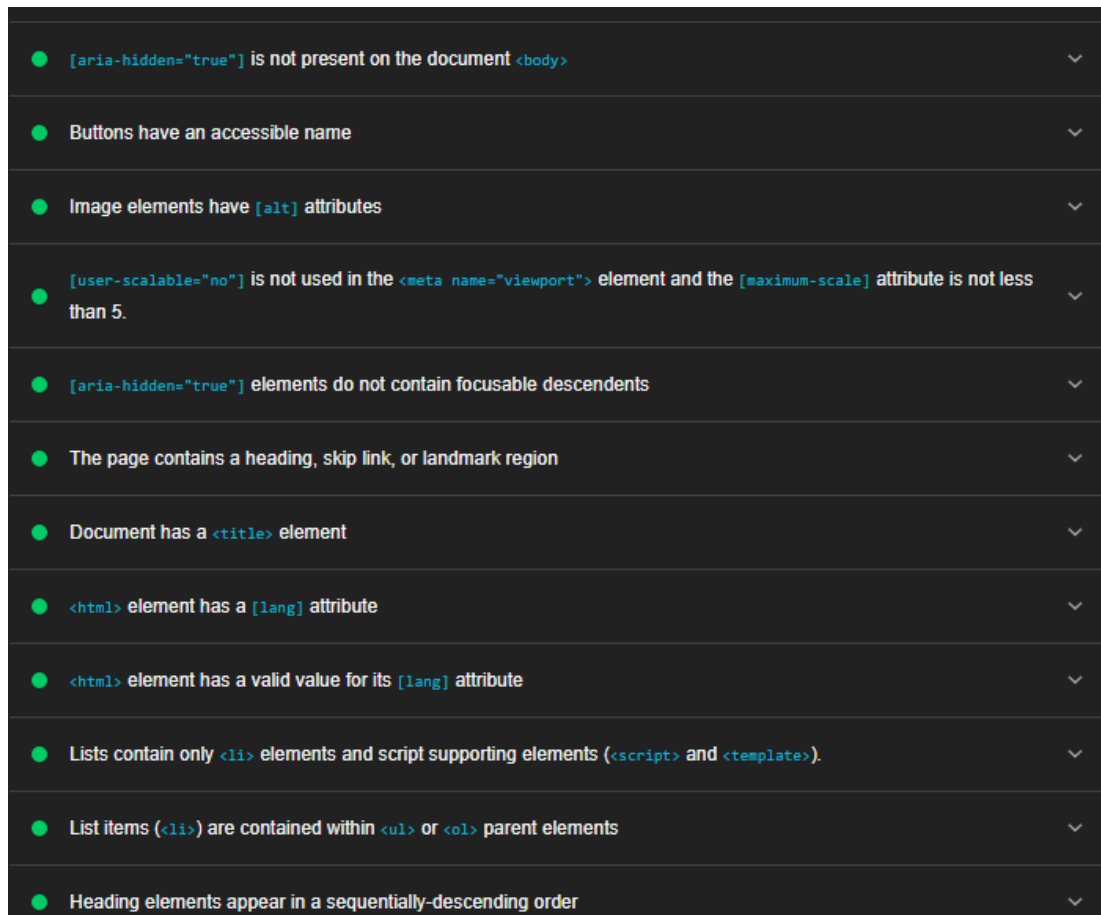 [aria-hidden="true"] is not present on the document <body>
Buttons have an accessible name
Image elements have [alt] attributes
[user-scalable="no"] is not used in the <meta name="viewport"> element and the [maximum-scale] attribute is not less
than 5.
[aria-hidden="true"] elements do not contain focusable descendents
The page contains a heading, skip link, or landmark region
Document has a <title> element
<html> element has a [lang] attribute
<html> element has a valid value for its [lang] attribute
Lists contain only <li> elements and script supporting elements (<script> and <template>).
List items (<li>) are contained within <ul> or <ol> parent elements
Heading elements appear in a sequentially-descending order